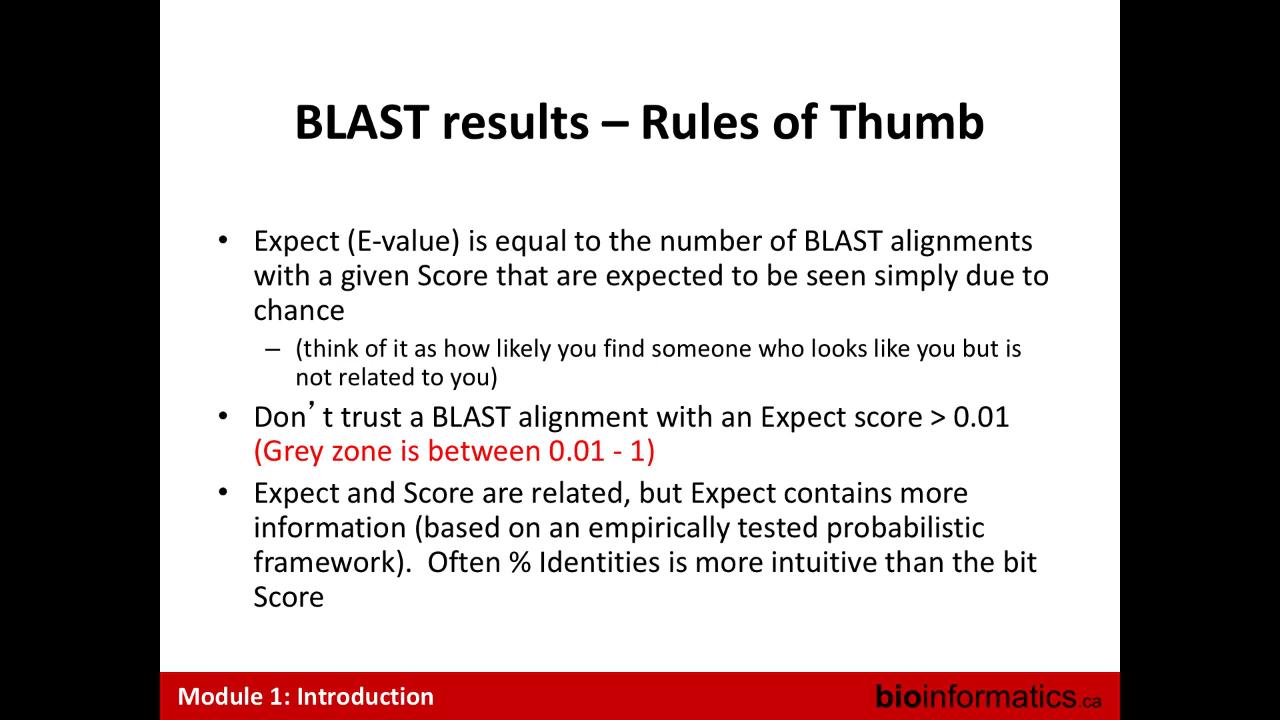 BLAST results – Rules of Thumb
• Expect (E-value) is equal to the number of BLAST alignments
with a given Score that are expected to be seen simply due to
chance
– (think of it as how likely you find someone who looks like you but is
not related to you)
• Don’t trust a BLAST alignment with an Expect score > 0.01
(Grey zone is between 0.01 - 1)
• Expect and Score are related, but Expect contains more
information (based on an empirically tested probabilistic
framework).  Often % Identities is more intuitive than the bit
Score
Module 1: Introduction
bioinformatics.ca